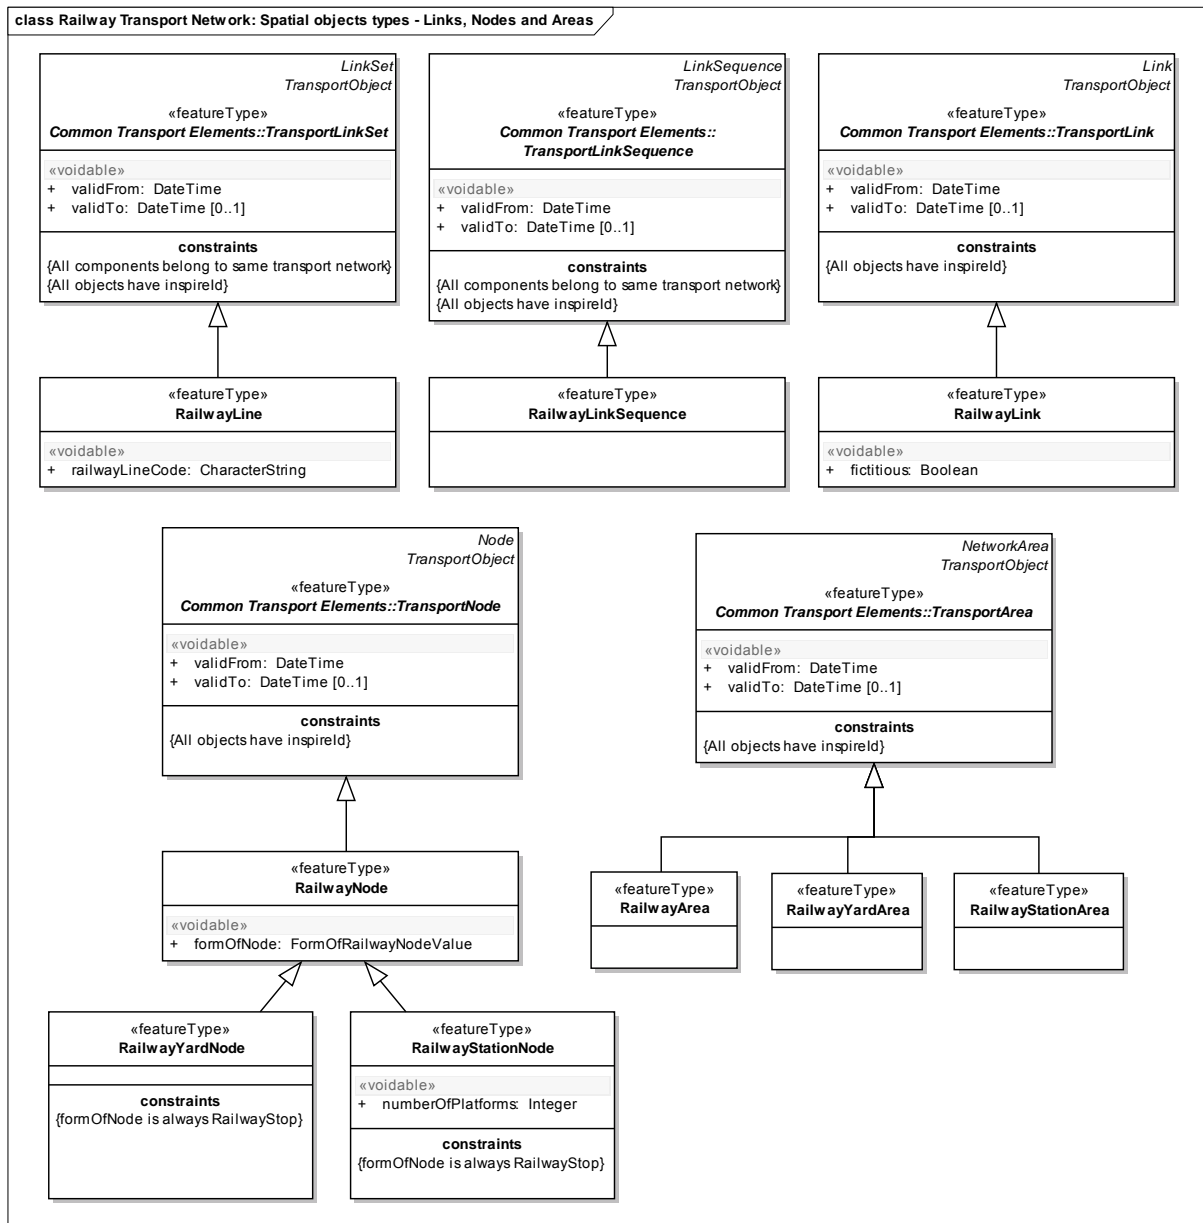 class Railway Transport Network: Spatial objects types - Links, Nodes and Areas
LinkSet
TransportObject
«featureType»
Common Transport Elements::TransportLinkSet
«voidable»
+ validFrom: DateTime
+ validTo: DateTime [0..1]
constraints
{All components belong to same transport network}
{All objects have inspireId}
LinkSequence
TransportObject
«featureType»
Common Transport Elements::
TransportLinkSequence
«voidable»
+ validFrom: DateTime
+ validTo: DateTime [0..1]
constraints
{All components belong to same transport network}
{All objects have inspireId}
Link
TransportObject
«featureType»
Common Transport Elements::TransportLink
«voidable»
+ validFrom: DateTime
+ validTo: DateTime [0..1]
constraints
{All objects have inspireId}
«featureType»
RailwayLine
«voidable»
+ railwayLineCode: CharacterString
«featureType»
RailwayLinkSequence
«featureType»
RailwayLink
«voidable»
+ fictitious: Boolean
Node
TransportObject
«featureType»
Common Transport Elements::TransportNode
«voidable»
+ validFrom: DateTime
+ validTo: DateTime [0..1]
constraints
{All objects have inspireId}
NetworkArea
TransportObject
«featureType»
Common Transport Elements::TransportArea
«voidable»
+ validFrom: DateTime
+ validTo: DateTime [0..1]
constraints
{All objects have inspireId}
«featureType»
RailwayNode
«voidable»
+ formOfNode: FormOfRailwayNodeValue
«featureType»
RailwayArea
«featureType»
RailwayYardArea
«featureType»
RailwayStationArea
«featureType»
RailwayYardNode
constraints
{formOfNode is always RailwayStop}
«featureType»
RailwayStationNode
«voidable»
+ numberOfPlatforms: Integer
constraints
{formOfNode is always RailwayStop}